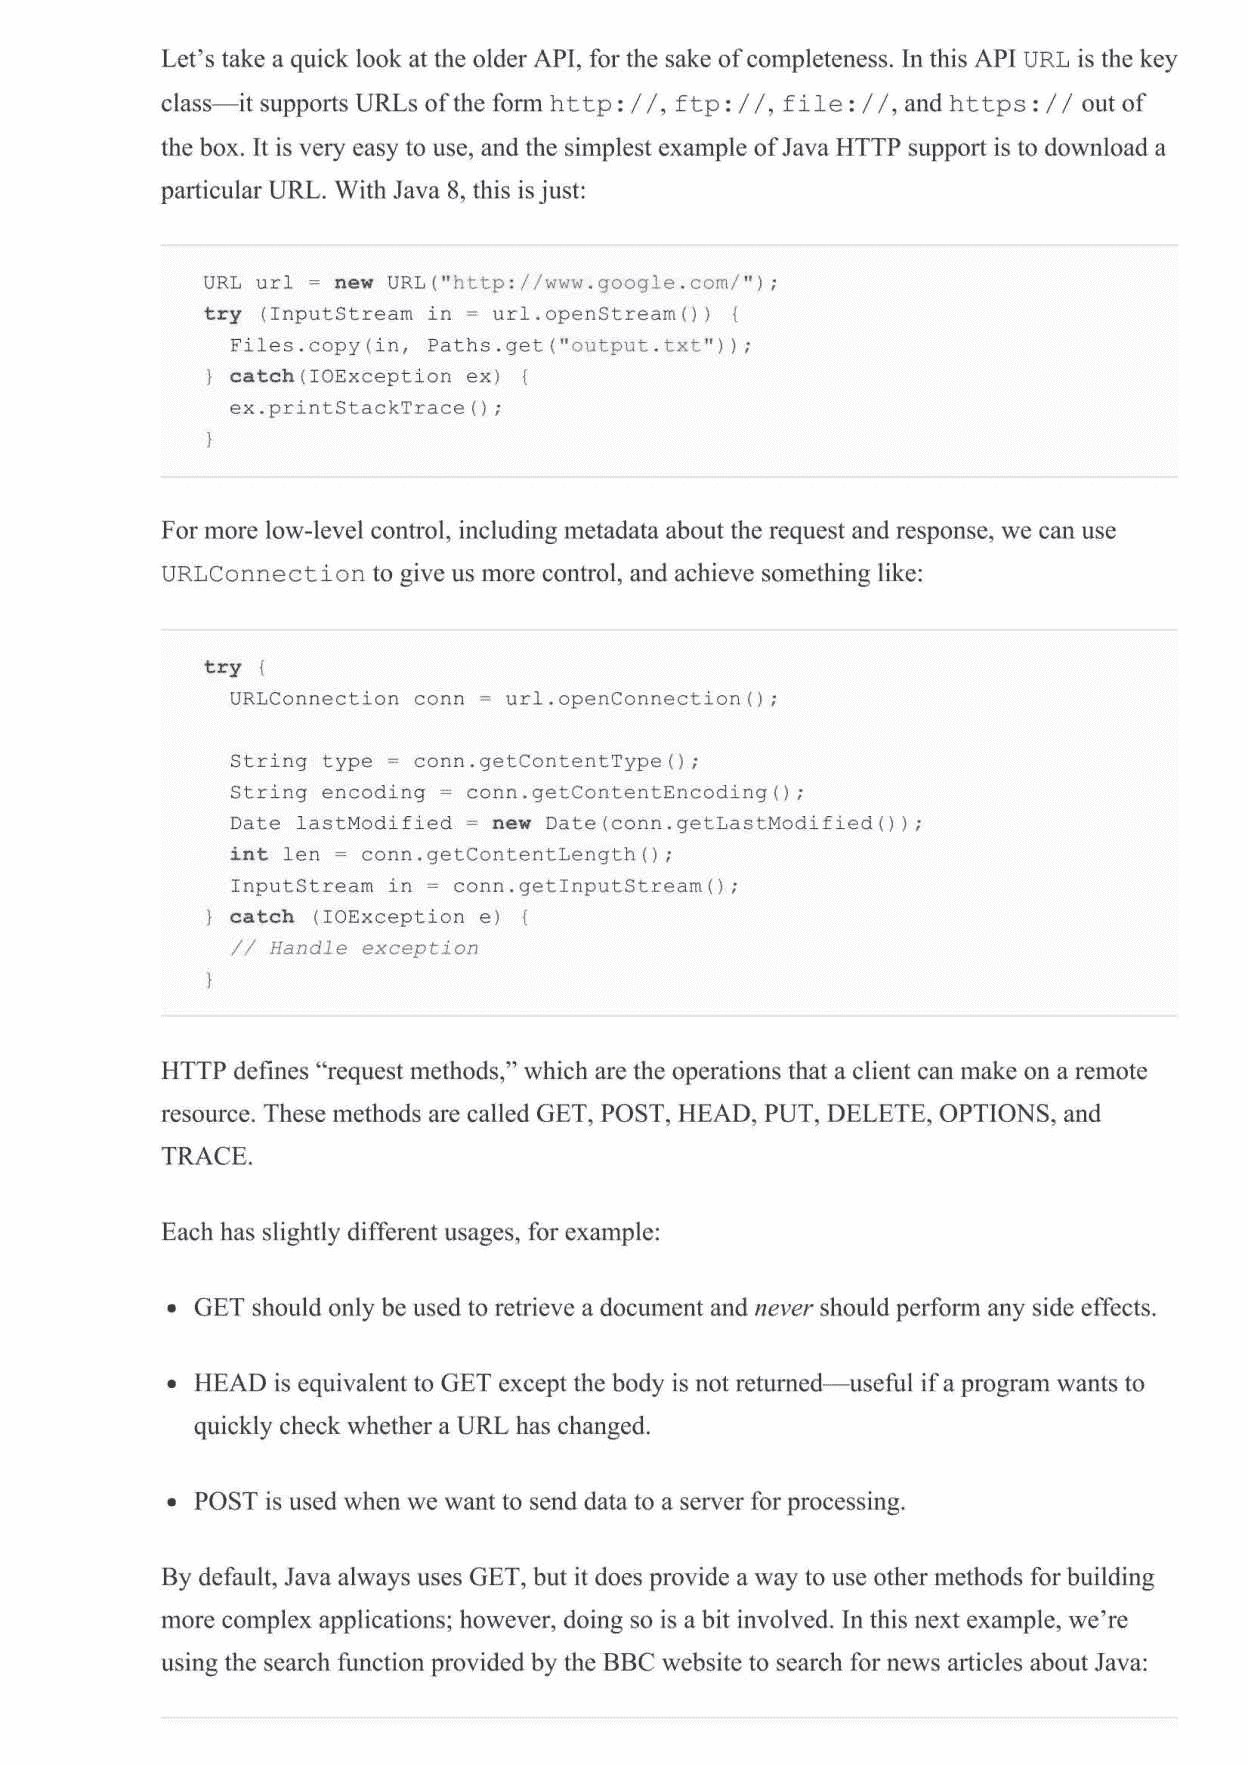 Let’s take a quick look at the older API, for the sake of completeness. In this API URL is the key
class—it supports URLs of the form http://, ftp://, file://, and https:// out of
the box. It is very easy to use, and the simplest example of Java HTTP support is to download a
particular URL. With Java 8, this is just:
URL url = new URL("http://www.google.com/");
try (InputStream in = url.openStream()) {
  Files.copy(in, Paths.get("output.txt"));
} catch(IOException ex) {
  ex.printStackTrace();
}
For more low-level control, including metadata about the request and response, we can use
URLConnection to give us more control, and achieve something like:
try {
  URLConnection conn = url.openConnection();
  String type = conn.getContentType();
  String encoding = conn.getContentEncoding();
  Date lastModified = new Date(conn.getLastModified());
  int len = conn.getContentLength();
  InputStream in = conn.getInputStream();
} catch (IOException e) {
  // Handle exception
}
HTTP defines “request methods,” which are the operations that a client can make on a remote
resource. These methods are called GET, POST, HEAD, PUT, DELETE, OPTIONS, and
TRACE.
Each has slightly different usages, for example:
• GET should only be used to retrieve a document and never should perform any side effects.
• HEAD is equivalent to GET except the body is not returned—useful if a program wants to
quickly check whether a URL has changed.
• POST is used when we want to send data to a server for processing.
By default, Java always uses GET, but it does provide a way to use other methods for building
more complex applications; however, doing so is a bit involved. In this next example, we’re
using the search function provided by the BBC website to search for news articles about Java: